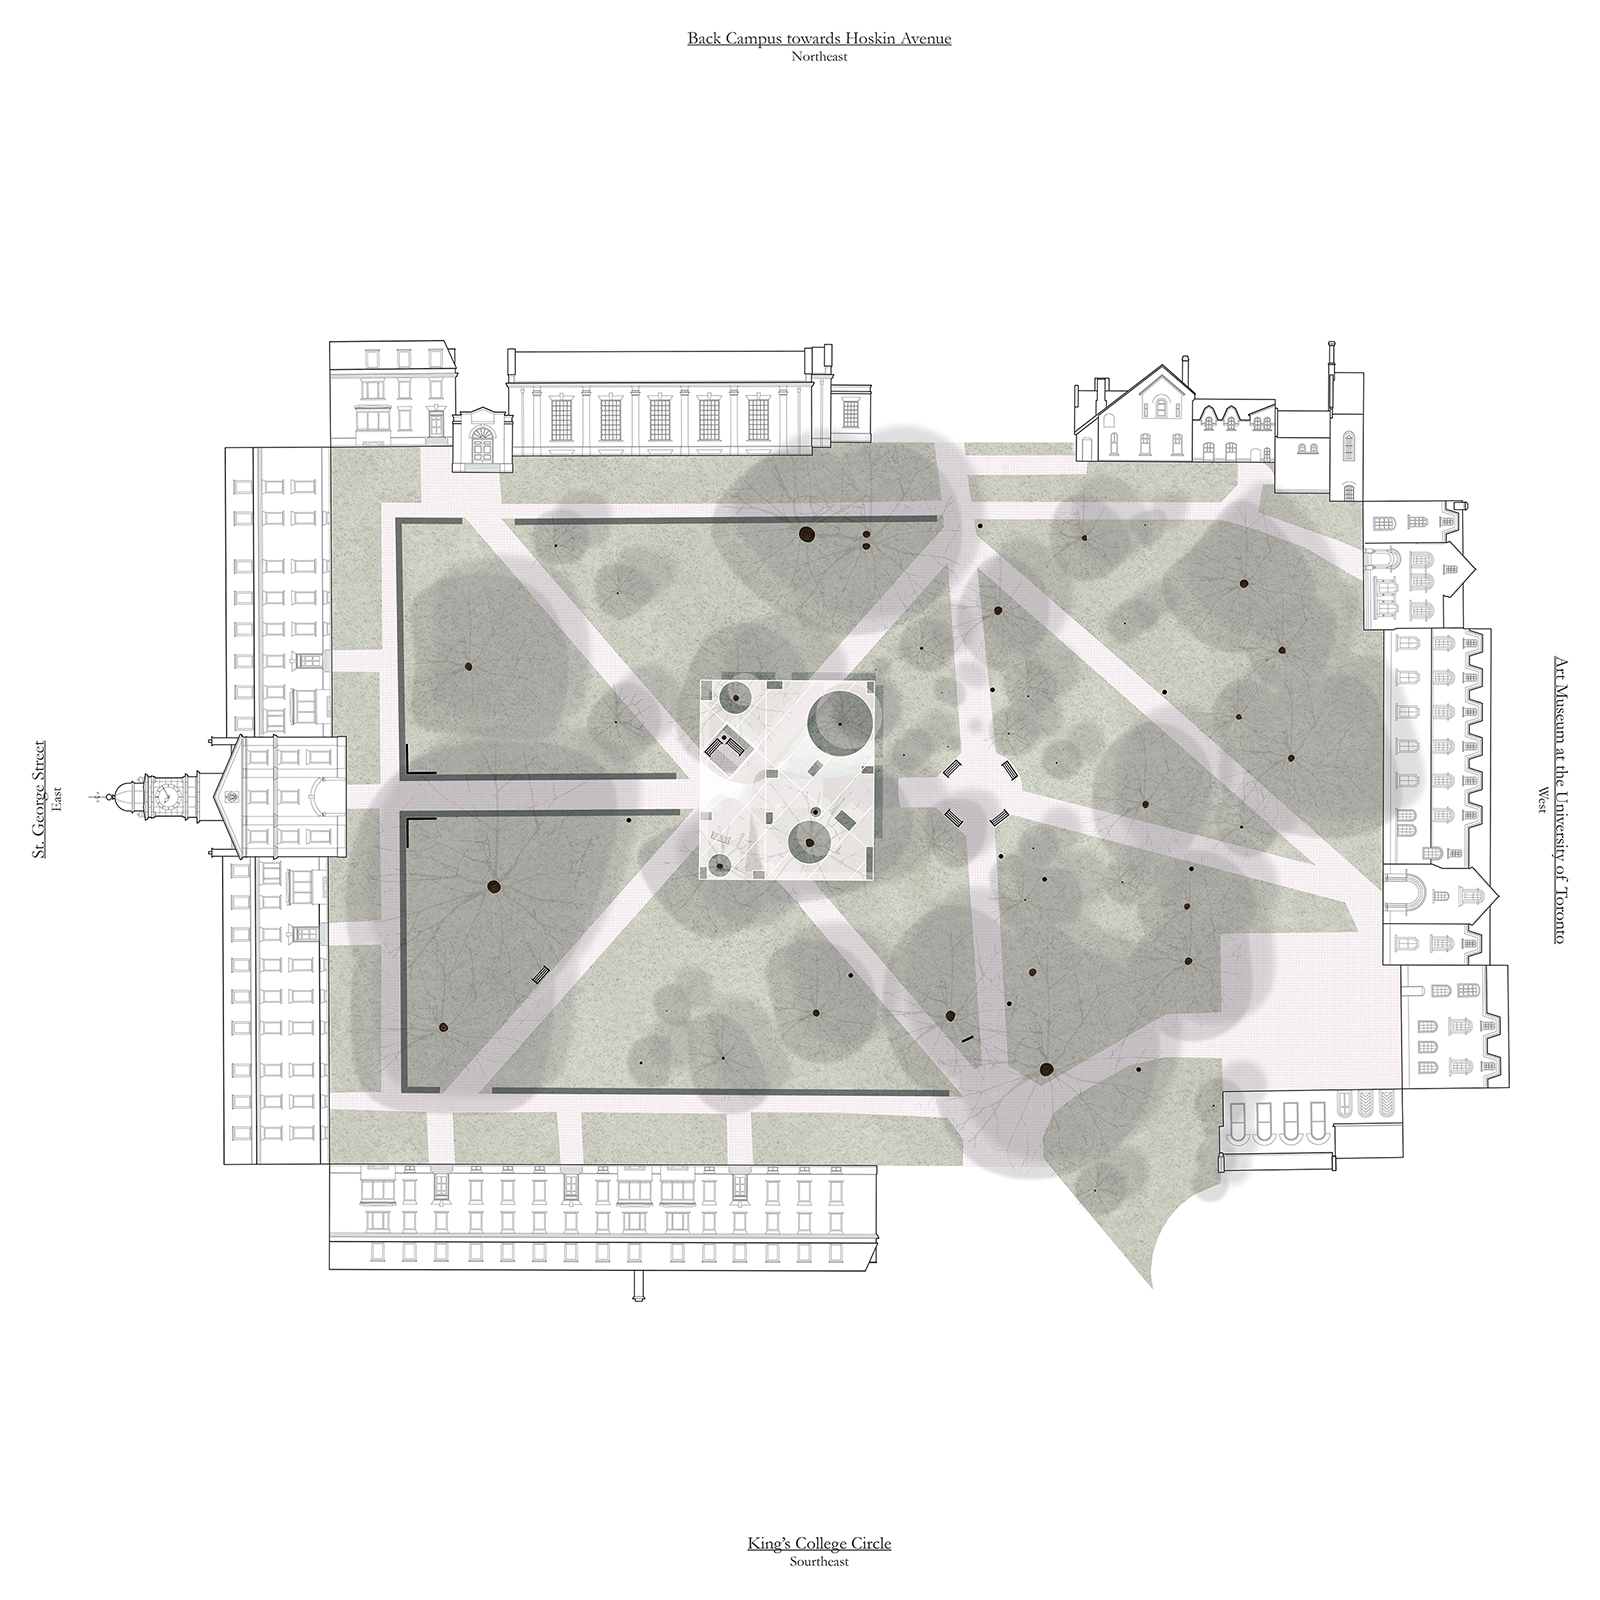 Back Campus towards Hoskin Avenue
Northeast
St. George Street
East
Art Museum at the University of Toronto
West
King's College Circle
Sourtheast